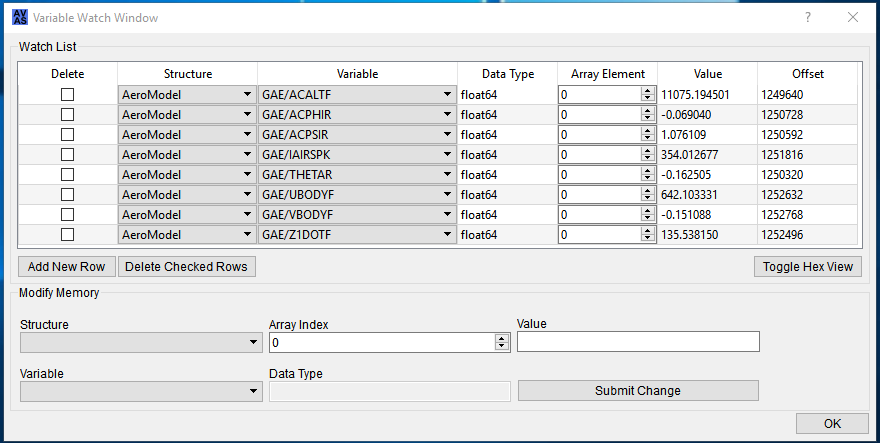 AV
AS
Variable Watch Window
Watch List
Delete Structure Variable Data Type Array Element Value Offset
AeroModel GAE/ACALTF float64 0 11075.194501 1249640
AeroModel GAE/ACPHIR float64 0 -0.069040 1250728
AeroModel GAE/ACPSIR float64 0 1.076109 1250592
AeroModel GAE/IAIRSPK float64 0 354.012677 1251816
AeroModel GAE/THETAR float64 0 -0.162505 1250320
AeroModel GAE/UBODYF float64 0 642.103331 1252632
AeroModel GAE/VBODYF float64 0 -0.151088 1252768
AeroModel GAE/Z1DOTF float64 0 135.538150 1252496
Add New Row Delete Checked Rows Toggle Hex View
Modify Memory
Structure Array Index Value
0
Variable Data Type
Submit Change
OK